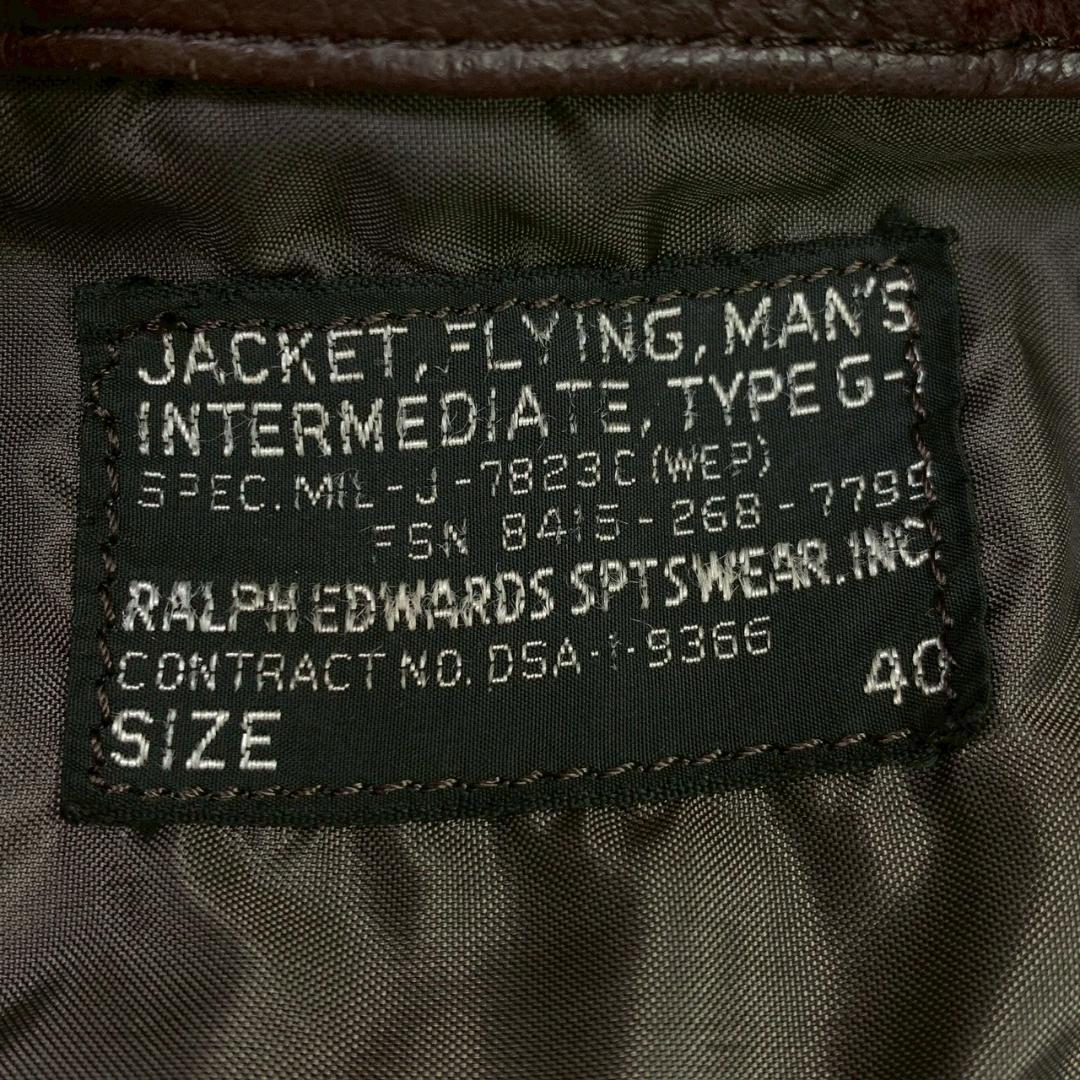 JACKET, FLYING, MAN'S
INTERMEDIATE, TYPE G-1
SPEC. MIL-J-7823C (WEP)
FSN 8415-268-7799
RALPH EDWARDS SPTSWEAR. INC.
CONTRACT NO. DSA-1-9366
SIZE 40